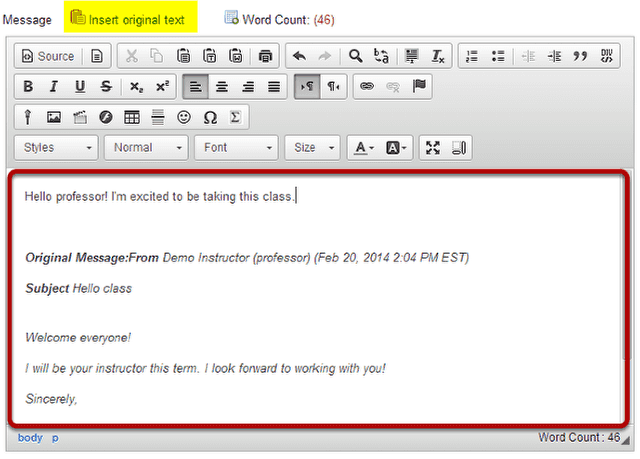 Message Insert original text Word Count: (46)
Source
B I U S x₂ x²
Styles Normal Font Size A A
Hello professor! I'm excited to be taking this class.
Original Message:From Demo Instructor (professor) (Feb 20, 2014 2:04 PM EST)
Subject Hello class
Welcome everyone!
I will be your instructor this term. I look forward to working with you!
Sincerely,
body p Word Count: 46